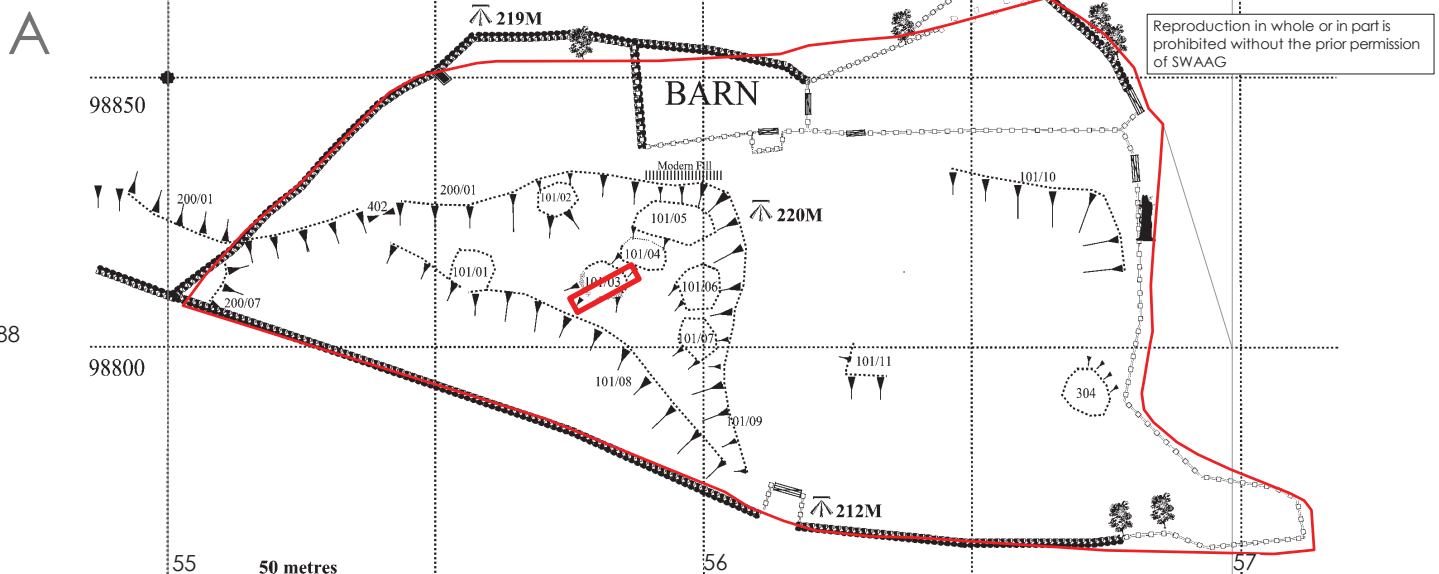 A
219M
Reproduction in whole or in part is
prohibited without the prior permission
of SWAAG
98850
BARN
Modern Fill
200/01
402
200/01
101/02
101/05
220M
101/10
101/04
101/01
101/03
101/06
200/07
88
101/07
98800
101/08
101/11
304
101/09
212M
55
50 metres
56
57